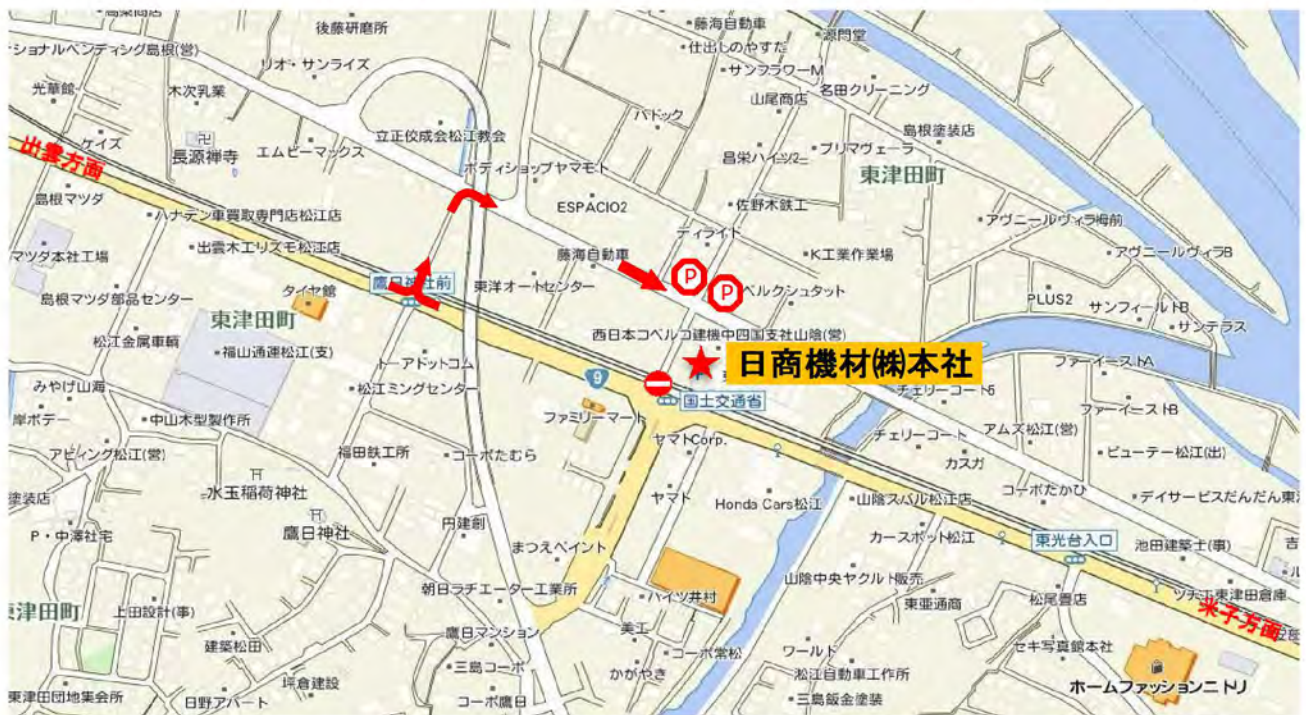 後藤研磨所
藤海自動車
源門堂
ショナルベンディング島根(営)
仕出しのやすだ
リオ・サンライズ
サンフラワーM
光華館
木次乳業
名田クリーニング
山尾商店
パドック
立正佼成会松江教会
島根塗装店
ケイズ
長源禅寺
エムビーマックス
昌栄ハイツ2
プリマヴェーラ
出雲方面
ボディショップヤマモト
東津田町
島根マツダ
ESPACIO2
佐野木鉄工
ハナテン車買取専門店松江店
アヴニールヴィラ梅前
ティライド
出雲木工リズモ松江店
藤海自動車
K工業作業場
アヴニールヴィラB
マツダ本社工場
鷹日神社前
東洋オートセンター
P
P
ベルクシュタット
島根マツダ部品センター
タイヤ館
PLUS2
サンフィールドB
東津田町
サンテラス
松江金属車輌
福山通運松江(支)
西日本コベルコ建機中四国支社山陰(営)
トーアドットコム
日商機材㈱本社
ファーイーストA
みやげ山海
松江ミングセンター
9
チェリーコート5
国土交通省
岸ボデー
中山木型製作所
ファミリーマート
ファーイーストB
ヤマトCorp.
チェリーコート
アムズ松江(営)
アビィング松江(営)
福田鉄工所
コーポたむら
カスガ
ビューテー松江(出)
水玉稲荷神社
ヤマト
Honda Cars松江
山陰スバル松江店
コーポたかひ
デイサービスだんだん東
塗装店
鷹日神社
円建創
P・中澤社宅
カースポット松江
東光台入口
まつえペイント
池田建築士(事)
朝日ラヂエーター工業所
ハイツ井村
山陰中央ヤクルト販売
東津田町
上田設計(事)
東亜通商
松尾畳店
ツチエ東津田倉庫
米子方面
建築松田
鷹日マンション
美工
コーポ常松
ワールド
セキ写真館本社
三島コーポ
かがやき
松江自動車工作所
坪倉建設
ホームファッションニトリ
東津田団地集会所
日野アパート
コーポ鷹日
三島鈑金塗装